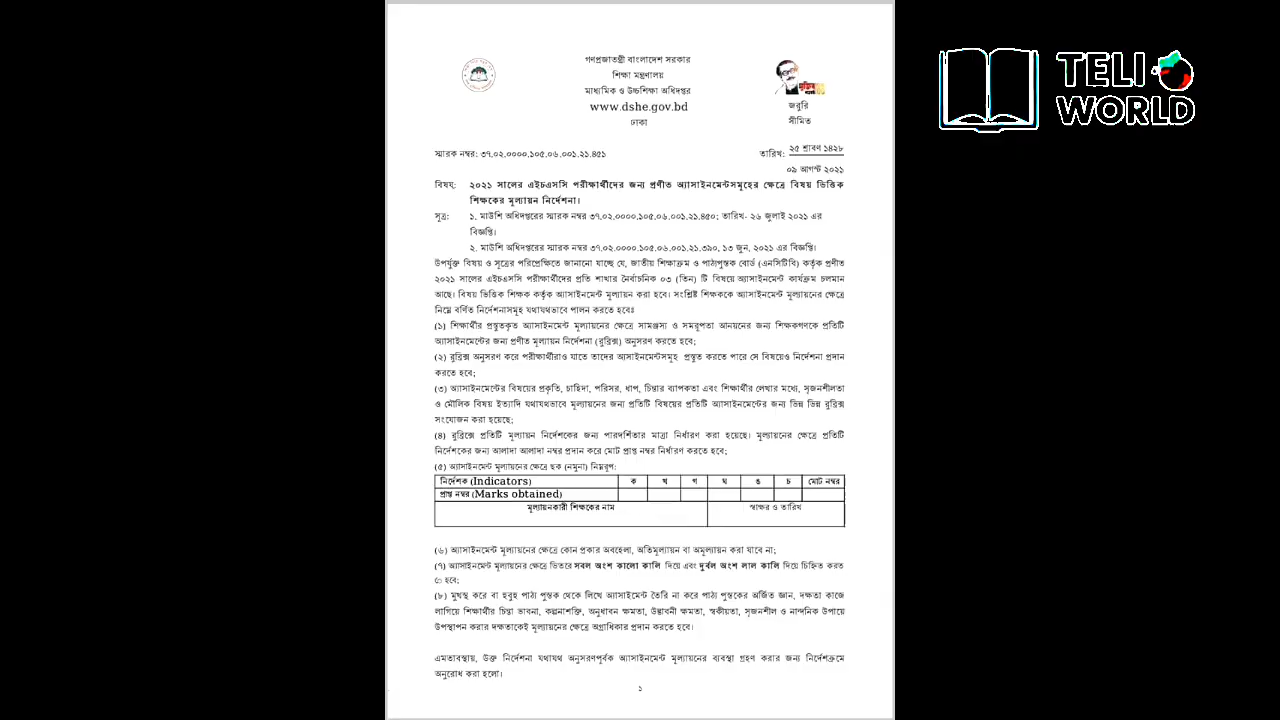 গণপ্রজাতন্ত্রী বাংলাদেশ সরকার
শিক্ষা মন্ত্রণালয়
মাধ্যমিক ও উচ্চশিক্ষা অধিদপ্তর
www.dshe.gov.bd
ঢাকা
জরুরি
সীমিত
TELI
WORLD
স্মারক নম্বর: ৩৭.০২.০০০০.১০৫.০৬.০০১.২১.৪৫১
তারিখ: ২৫ শ্রাবণ ১৪২৮
০৯ আগস্ট ২০২১
বিষয়: ২০২১ সালের এইচএসসি পরীক্ষার্থীদের জন্য প্রণীত অ্যাসাইনমেন্টসমূহের ক্ষেত্রে বিষয় ভিত্তিক
শিক্ষকের মূল্যায়ন নির্দেশনা।
সূত্র: ১. মাউশি অধিদপ্তরের স্মারক নম্বর ৩৭.০২.০০০০.১০৫.০৬.০০১.২১.৪৫০; তারিখ- ২৬ জুলাই ২০২১ এর
বিজ্ঞপ্তি।
২. মাউশি অধিদপ্তরের স্মারক নম্বর ৩৭.০২.০০০০.১০৫.০৬.০০১.২১.৩৯০, ১৩ জুন, ২০২১ এর বিজ্ঞপ্তি।
উপর্যুক্ত বিষয় ও সূত্রের পরিপ্রেক্ষিতে জানানো যাচ্ছে যে, জাতীয় শিক্ষাক্রম ও পাঠ্যপুস্তক বোর্ড (এনসিটিবি) কর্তৃক প্রণীত
২০২১ সালের এইচএসসি পরীক্ষার্থীদের প্রতি শাখার নৈর্বাচনিক ০৩ (তিন) টি বিষয়ে অ্যাসাইনমেন্ট কার্যক্রম চলমান
আছে। বিষয় ভিত্তিক শিক্ষক কর্তৃক অ্যাসাইনমেন্ট মূল্যায়ন করা হবে। সংশ্লিষ্ট শিক্ষককে অ্যাসাইনমেন্ট মূল্যায়নের ক্ষেত্রে
নিম্নে বর্ণিত নির্দেশনাসমূহ যথাযথভাবে পালন করতে হবেঃ
(১) শিক্ষার্থীর প্রস্তুতকৃত অ্যাসাইনমেন্ট মূল্যায়নের ক্ষেত্রে সামঞ্জস্য ও সমরূপতা আনয়নের জন্য শিক্ষকগণকে প্রতিটি
অ্যাসাইনমেন্টের জন্য প্রণীত মূল্যায়ন নির্দেশনা (রুব্রিক্স) অনুসরণ করতে হবে;
(২) রুব্রিক্স অনুসরণ করে পরীক্ষার্থীরাও যাতে তাদের অ্যাসাইনমেন্টসমূহ প্রস্তুত করতে পারে সে বিষয়েও নির্দেশনা প্রদান
করতে হবে;
(৩) অ্যাসাইনমেন্টের বিষয়ের প্রকৃতি, চাহিদা, পরিসর, ধাপ, চিন্তার ব্যাপকতা এবং শিক্ষার্থীর লেখার মধ্যে, সৃজনশীলতা
ও মৌলিক বিষয় ইত্যাদি যথাযথভাবে মূল্যায়নের জন্য প্রতিটি বিষয়ের প্রতিটি অ্যাসাইনমেন্টের জন্য ভিন্ন ভিন্ন রুব্রিক্স
সংযোজন করা হয়েছে;
(৪) রুব্রিক্সে প্রতিটি মূল্যায়ন নির্দেশকের জন্য পারদর্শিতার মাত্রা নির্ধারণ করা হয়েছে। মূল্যায়নের ক্ষেত্রে প্রতিটি
নির্দেশকের জন্য আলাদা আলাদা নম্বর প্রদান করে মোট প্রাপ্ত নম্বর নির্ধারণ করতে হবে;
(৫) অ্যাসাইনমেন্ট মূল্যায়নের ক্ষেত্রে ছক (নমুনা) নিম্নরূপ:
নির্দেশক (Indicators) ক খ গ ঘ ঙ চ মোট নম্বর
প্রাপ্ত নম্বর (Marks obtained)
মূল্যায়নকারী শিক্ষকের নাম স্বাক্ষর ও তারিখ
(৬) অ্যাসাইনমেন্ট মূল্যায়নের ক্ষেত্রে কোন প্রকার অবহেলা, অতিমূল্যায়ন বা অমূল্যায়ন করা যাবে না;
(৭) অ্যাসাইনমেন্ট মূল্যায়নের ক্ষেত্রে ভিতরে সবল অংশ কালো কালি দিয়ে এবং দুর্বল অংশ লাল কালি দিয়ে চিহ্নিত করত
ে হবে;
(৮) মুখস্থ করে বা হুবহু পাঠ্য পুস্তক থেকে লিখে অ্যাসাইমেন্ট তৈরি না করে পাঠ্য পুস্তকের অর্জিত জ্ঞান, দক্ষতা কাজে
লাগিয়ে শিক্ষার্থীর চিন্তা ভাবনা, কল্পনাশক্তি, অনুধাবন ক্ষমতা, উদ্ভাবনী ক্ষমতা, স্বকীয়তা, সৃজনশীল ও নান্দনিক উপায়ে
উপস্থাপন করার দক্ষতাকেই মূল্যায়নের ক্ষেত্রে অগ্রাধিকার প্রদান করতে হবে।
এমতাবস্থায়, উক্ত নির্দেশনা যথাযথ অনুসরণপূর্বক অ্যাসাইনমেন্ট মূল্যায়নের ব্যবস্থা গ্রহণ করার জন্য নির্দেশক্রমে
অনুরোধ করা হলো।
১